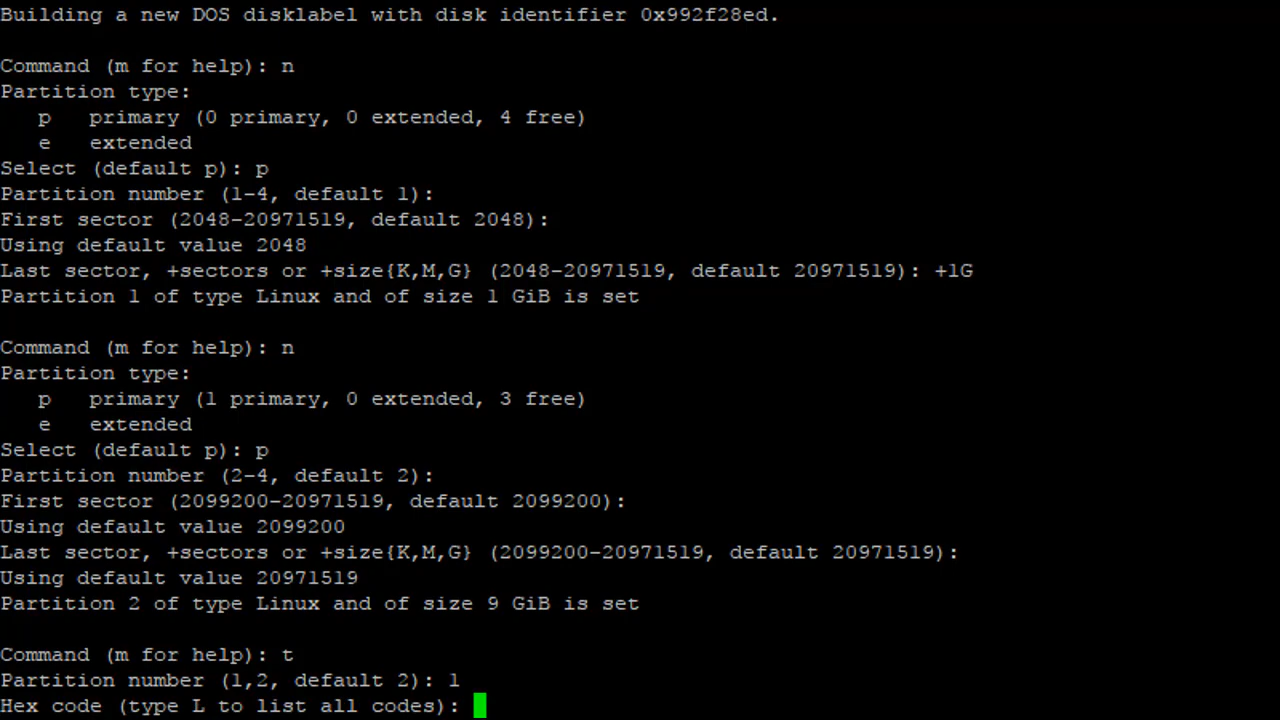 Building a new DOS disklabel with disk identifier 0x992f28ed.
Command (m for help): n
Partition type:
   p   primary (0 primary, 0 extended, 4 free)
   e   extended
Select (default p): p
Partition number (1-4, default 1):
First sector (2048-20971519, default 2048):
Using default value 2048
Last sector, +sectors or +size{K,M,G} (2048-20971519, default 20971519): +1G
Partition 1 of type Linux and of size 1 GiB is set
Command (m for help): n
Partition type:
   p   primary (1 primary, 0 extended, 3 free)
   e   extended
Select (default p): p
Partition number (2-4, default 2):
First sector (2099200-20971519, default 2099200):
Using default value 2099200
Last sector, +sectors or +size{K,M,G} (2099200-20971519, default 20971519):
Using default value 20971519
Partition 2 of type Linux and of size 9 GiB is set
Command (m for help): t
Partition number (1,2, default 2): 1
Hex code (type L to list all codes):